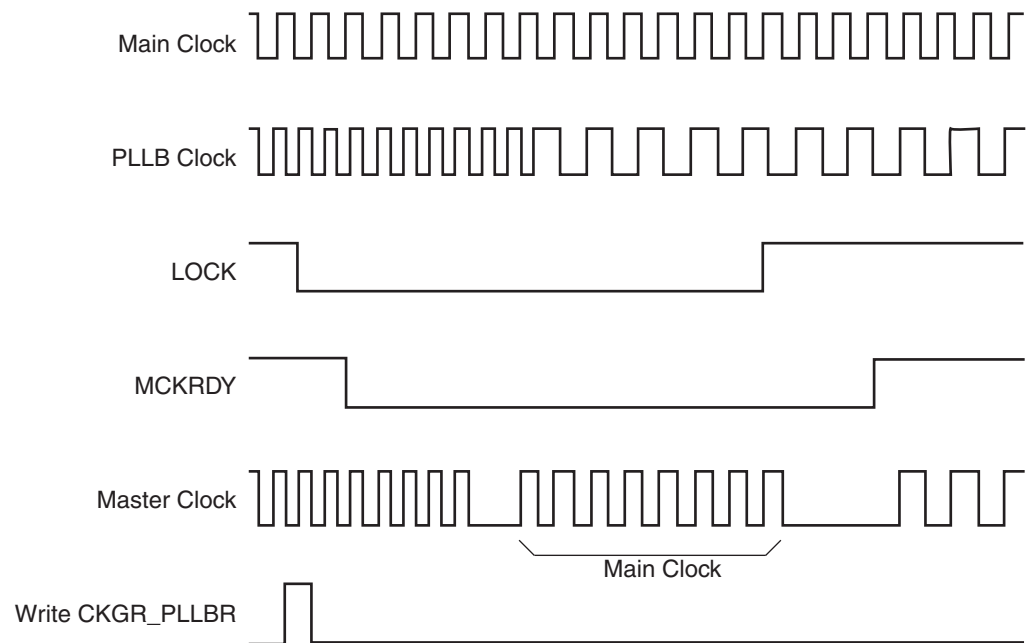 Main Clock
PLLB Clock
LOCK
MCKRDY
Master Clock
Main Clock
Write CKGR_PLLBR